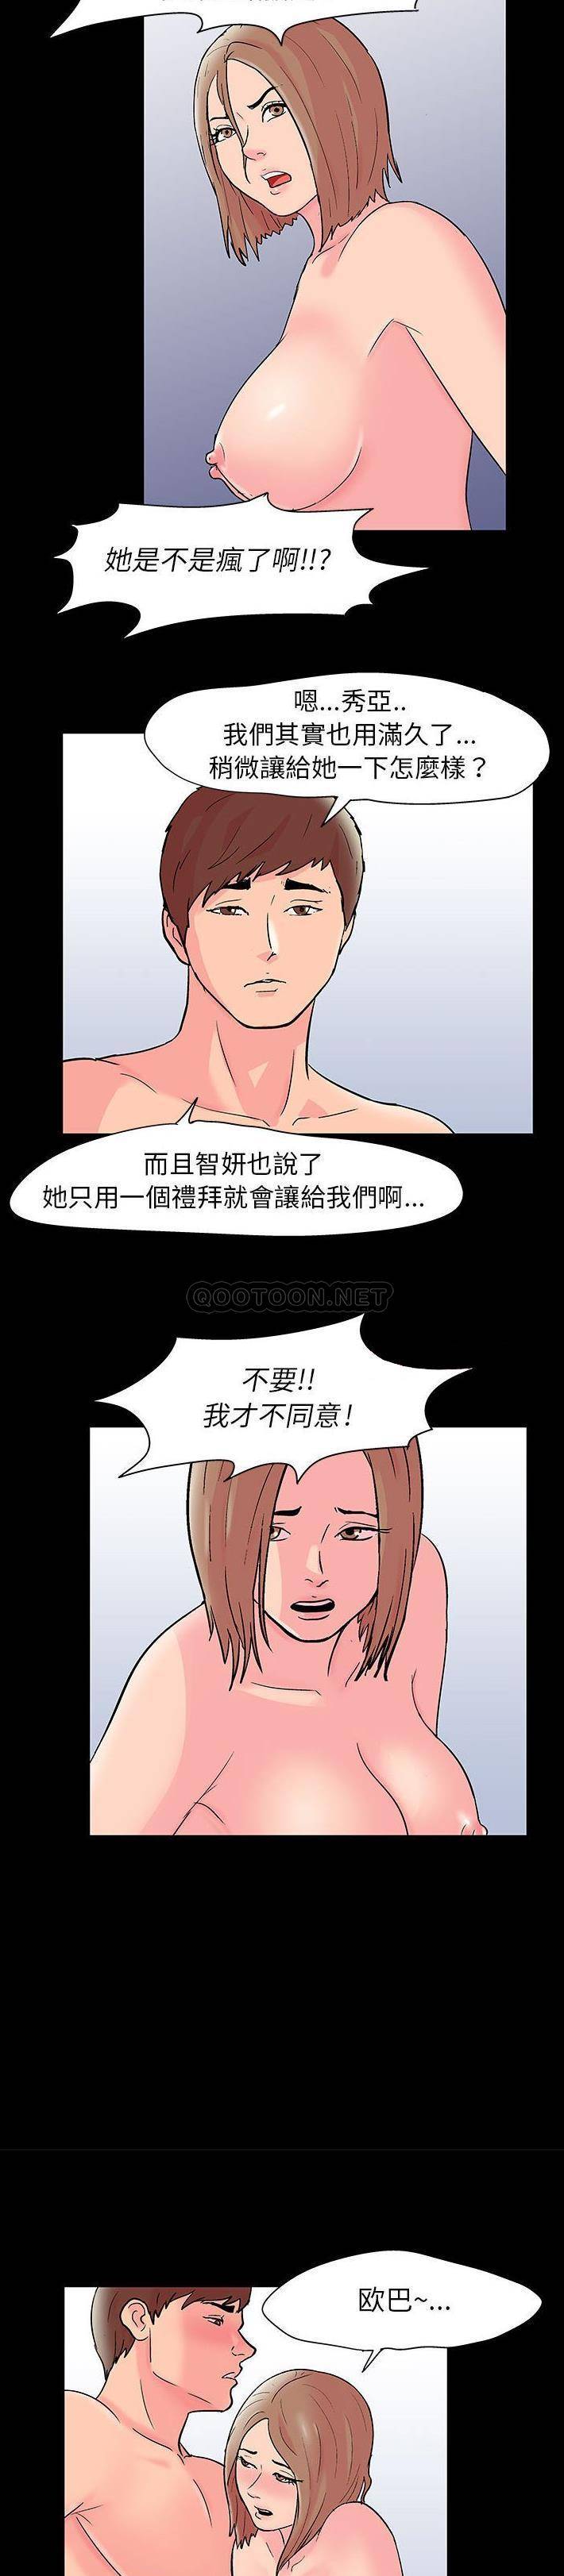 她是不是瘋了啊!!?
嗯...秀亞..
我們其實也用滿久了...
稍微讓給她一下怎麼樣？
而且智妍也說了
她只用一個禮拜就會讓給我們啊...
QOOTOON.NET
不要!!
我才不同意!
欧巴~...